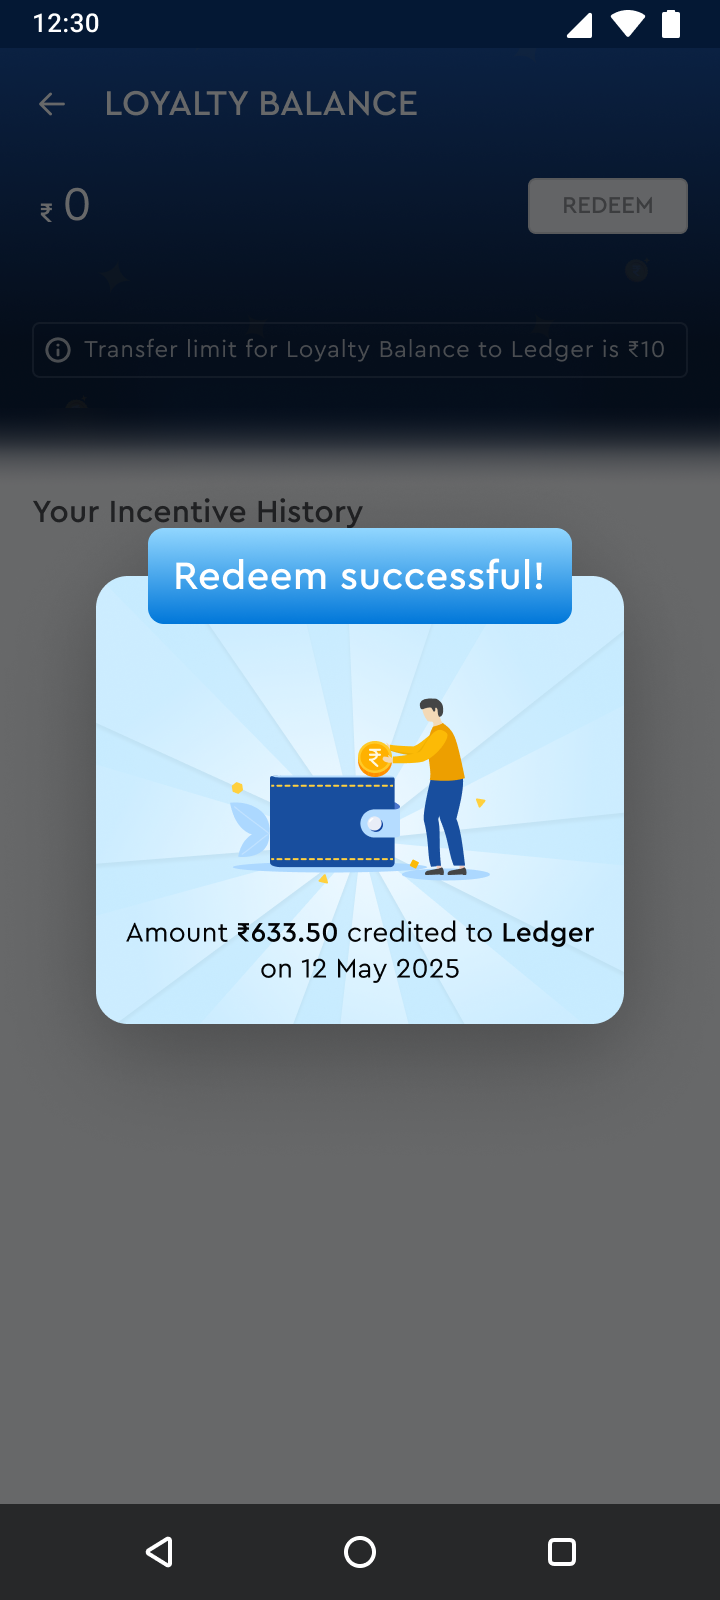 12:30
LOYALTY BALANCE
₹ 0
REDEEM
Transfer limit for Loyalty Balance to Ledger is ₹10
Your Incentive History
Redeem successful!
₹
Amount ₹633.50 credited to Ledger
on 12 May 2025